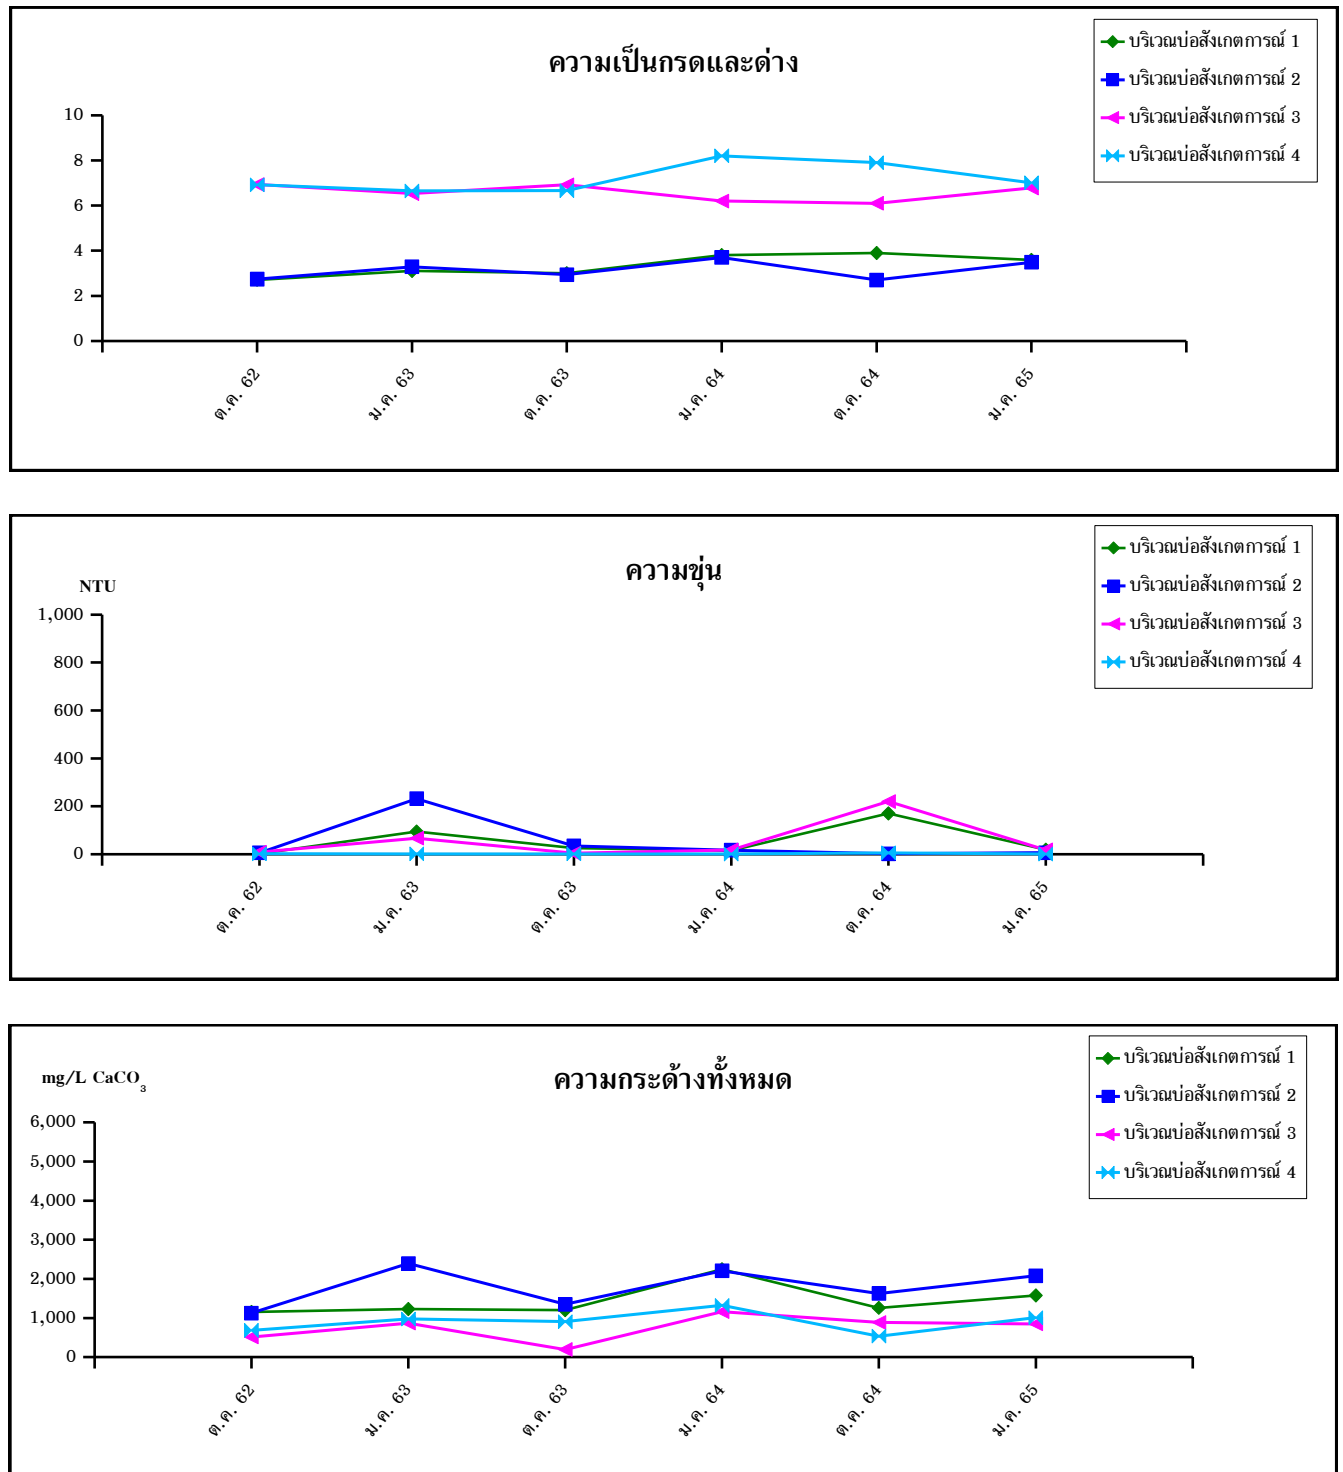 ความเป็นกรดและด่าง
บริเวณบ่อสังเกตการณ์ 1
บริเวณบ่อสังเกตการณ์ 2
บริเวณบ่อสังเกตการณ์ 3
บริเวณบ่อสังเกตการณ์ 4
10
8
6
4
2
0
ต.ค. 62
ม.ค. 63
ต.ค. 63
ม.ค. 64
ต.ค. 64
ม.ค. 65
ความขุ่น
NTU
บริเวณบ่อสังเกตการณ์ 1
บริเวณบ่อสังเกตการณ์ 2
บริเวณบ่อสังเกตการณ์ 3
บริเวณบ่อสังเกตการณ์ 4
1,000
800
600
400
200
0
ต.ค. 62
ม.ค. 63
ต.ค. 63
ม.ค. 64
ต.ค. 64
ม.ค. 65
mg/L CaCO₃
ความกระด้างทั้งหมด
บริเวณบ่อสังเกตการณ์ 1
บริเวณบ่อสังเกตการณ์ 2
บริเวณบ่อสังเกตการณ์ 3
บริเวณบ่อสังเกตการณ์ 4
6,000
5,000
4,000
3,000
2,000
1,000
0
ต.ค. 62
ม.ค. 63
ต.ค. 63
ม.ค. 64
ต.ค. 64
ม.ค. 65